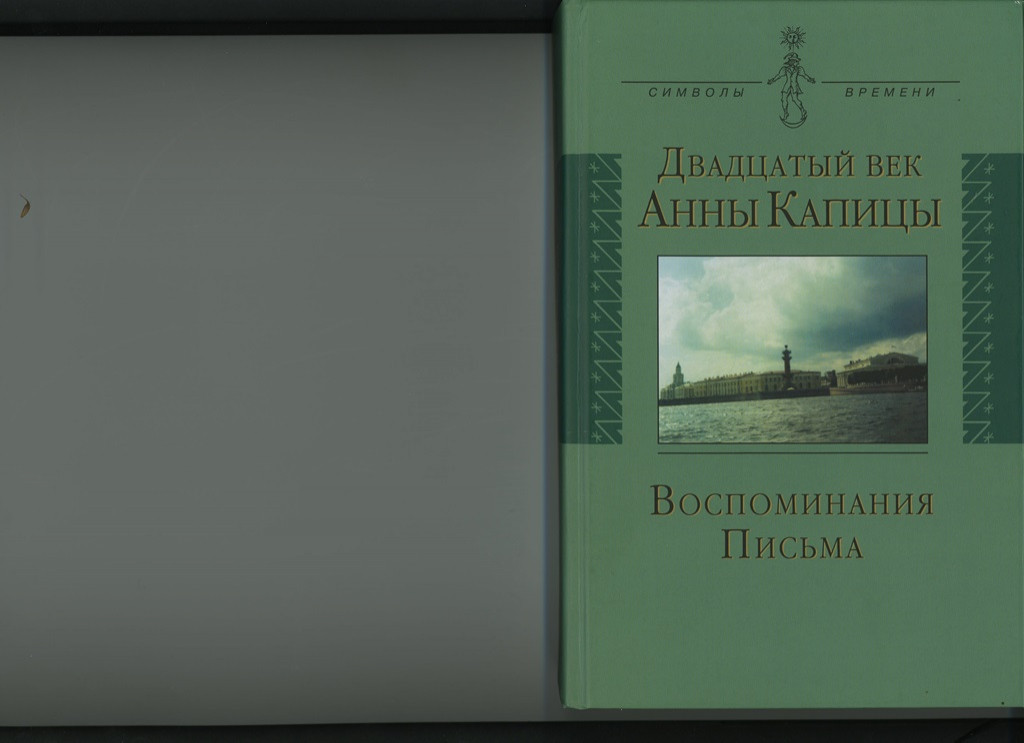 СИМВОЛЫ ВРЕМЕНИ
ДВАДЦАТЫЙ ВЕК
АННЫ КАПИЦЫ
ВОСПОМИНАНИЯ
ПИСЬМА